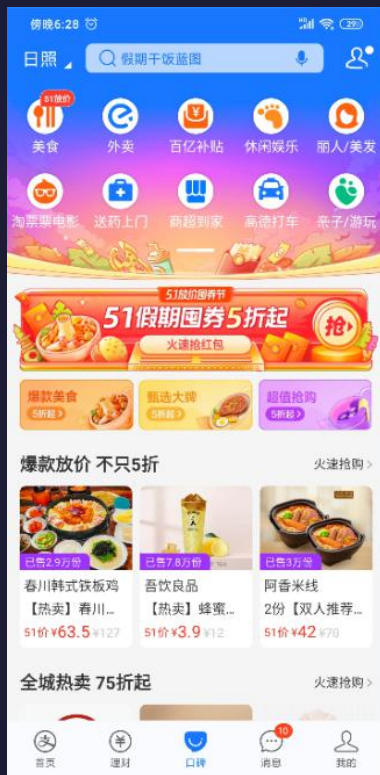 傍晚6:28
HD
29
日照
假期干饭蓝图
51放价
美食
外卖
百亿补贴
休闲娱乐
丽人/美发
淘票票电影
送药上门
商超到家
高德打车
亲子/游玩
51放价囤券节
51假期囤券5折起
火速抢红包
抢
爆款美食
5折起
甄选大牌
5折起
超值抢购
5折起
爆款放价 不只5折
火速抢购
已售2.9万份
已售7.8万份
已售3万份
春川韩式铁板鸡
吾饮良品
阿香米线
【热卖】春川...
【热卖】蜂蜜...
2份【双人推荐...
51价¥63.5 ¥127
51价¥3.9 ¥12
51价¥42 ¥70
全城热卖 75折起
火速抢购
10
首页
理财
口碑
消息
我的